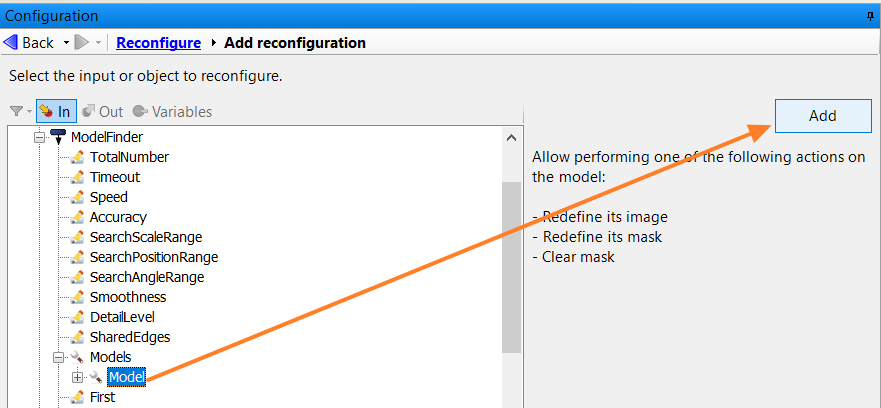 Configuration
Back Reconfigure Add reconfiguration
Select the input or object to reconfigure.
In Out Variables
Add
ModelFinder
TotalNumber
Timeout
Speed
Accuracy
SearchScaleRange
SearchPositionRange
SearchAngleRange
Smoothness
DetailLevel
SharedEdges
Models
Model
First
Allow performing one of the following actions on
the model:
- Redefine its image
- Redefine its mask
- Clear mask